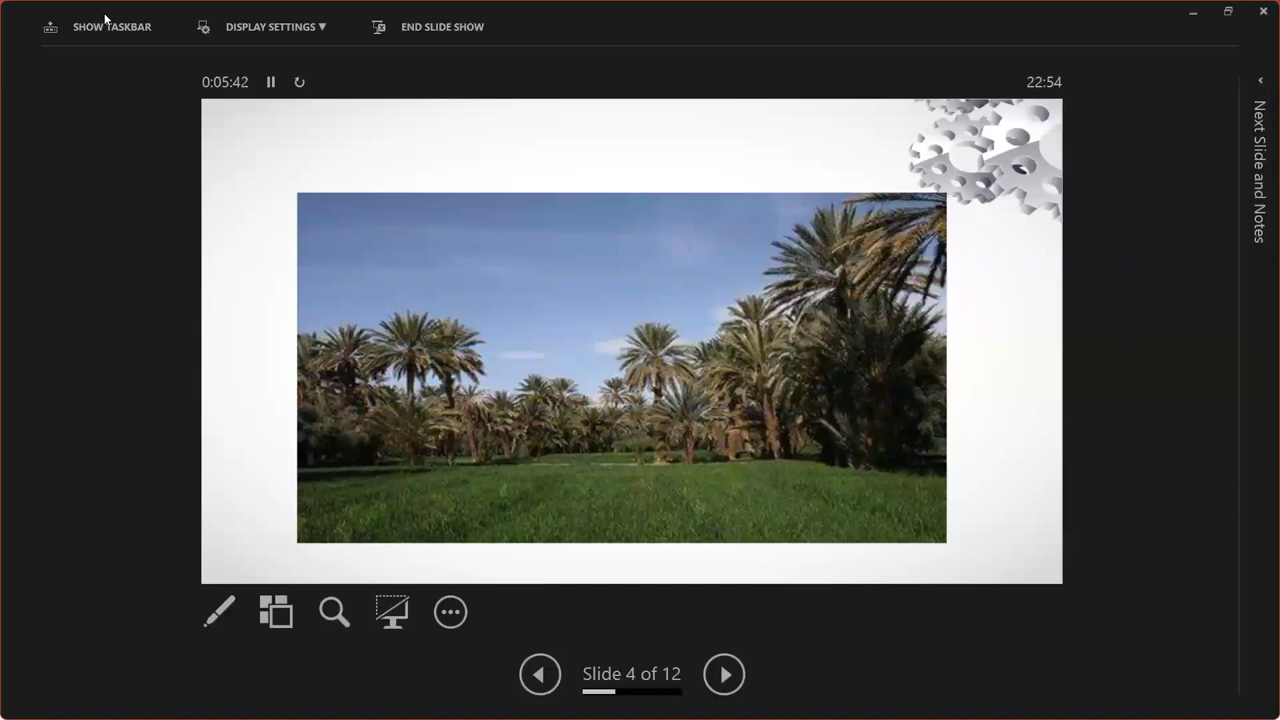 SHOW TASKBAR
DISPLAY SETTINGS ▼
END SLIDE SHOW
0:05:42
22:54
Next Slide and Notes
Slide 4 of 12